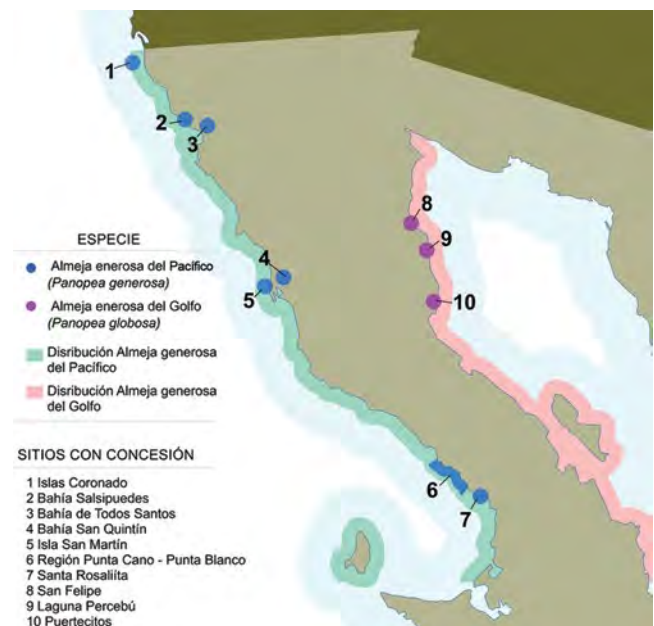 1
2
3
4
5
6
7
8
9
10
ESPECIE
Almeja enerosa del Pacífico
(Panopea generosa)
Almeja enerosa del Golfo
(Panopea globosa)
Disribución Almeja generosa
del Pacífico
Disribución Almeja generosa
del Golfo
SITIOS CON CONCESIÓN
1 Islas Coronado
2 Bahía Salsipuedes
3 Bahía de Todos Santos
4 Bahía San Quintín
5 Isla San Martín
6 Región Punta Cano - Punta Blanco
7 Santa Rosaliíta
8 San Felipe
9 Laguna Percebú
10 Puertecitos